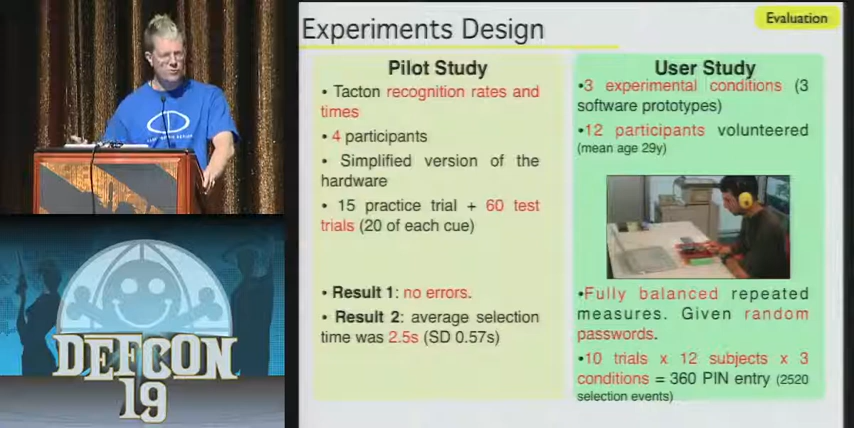 Experiments Design
Evaluation
Pilot Study
• Tacton recognition rates and
times
• 4 participants
• Simplified version of the
hardware
• 15 practice trial + 60 test
trials (20 of each cue)
• Result 1: no errors.
• Result 2: average selection
time was 2.5s (SD 0.57s)
User Study
•3 experimental conditions (3
software prototypes)
•12 participants volunteered
(mean age 29y)
•Fully balanced repeated
measures. Given random
passwords.
•10 trials x 12 subjects x 3
conditions = 360 PIN entry (2520
selection events)
DEFCON
19